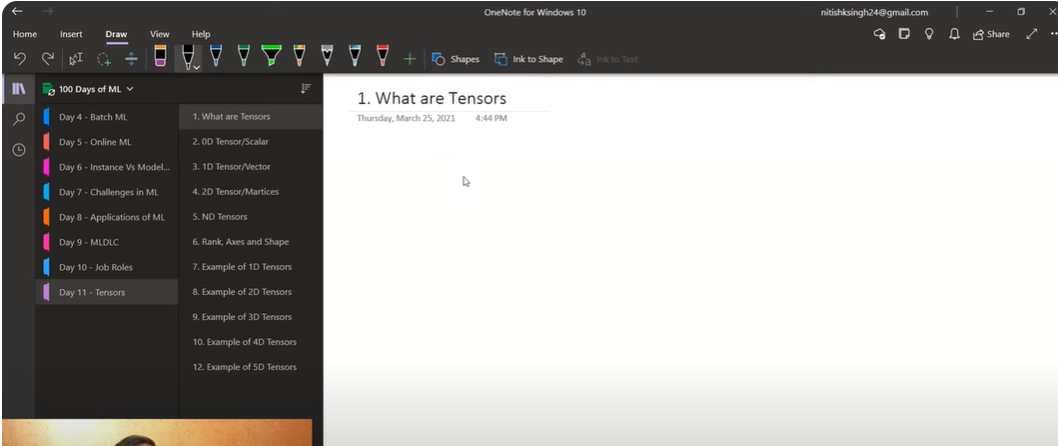 OneNote for Windows 10
nitishksingh24@gmail.com
Home Insert Draw View Help
Share
Shapes Ink to Shape Ink to Text
100 Days of ML
Day 4 - Batch ML
Day 5 - Online ML
Day 6 - Instance Vs Model...
Day 7 - Challenges in ML
Day 8 - Applications of ML
Day 9 - MLDLC
Day 10 - Job Roles
Day 11 - Tensors
1. What are Tensors
2. 0D Tensor/Scalar
3. 1D Tensor/Vector
4. 2D Tensor/Martices
5. ND Tensors
6. Rank, Axes and Shape
7. Example of 1D Tensors
8. Example of 2D Tensors
9. Example of 3D Tensors
10. Example of 4D Tensors
12. Example of 5D Tensors
1. What are Tensors
Thursday, March 25, 2021 4:44 PM